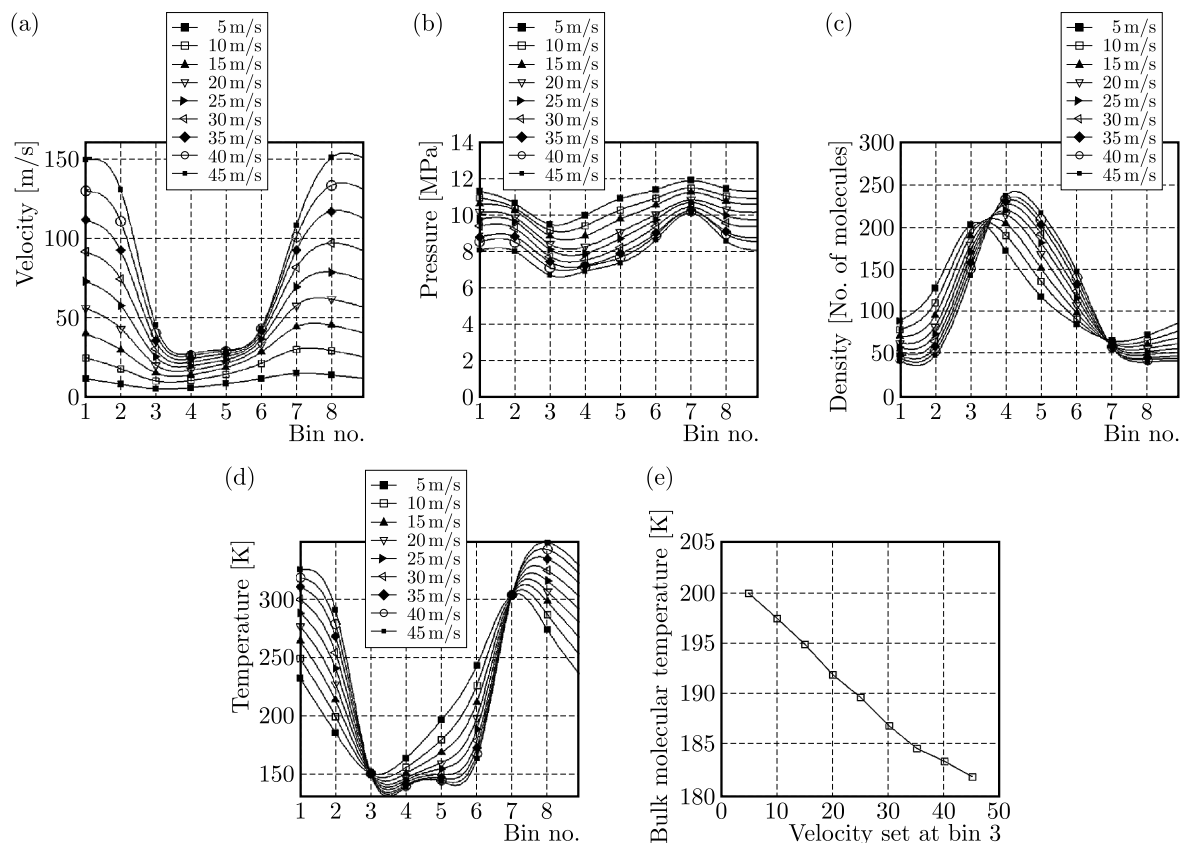 (a)
5 m/s
10 m/s
15 m/s
20 m/s
25 m/s
30 m/s
35 m/s
40 m/s
45 m/s
Velocity [m/s]
150
100
50
0
1 2 3 4 5 6 7 8
Bin no.
(b)
5 m/s
10 m/s
15 m/s
20 m/s
25 m/s
30 m/s
35 m/s
40 m/s
45 m/s
Pressure [MPa]
14
12
10
8
6
4
2
0
1 2 3 4 5 6 7 8
Bin no.
(c)
5 m/s
10 m/s
15 m/s
20 m/s
25 m/s
30 m/s
35 m/s
40 m/s
45 m/s
Density [No. of molecules]
300
250
200
150
100
50
0
1 2 3 4 5 6 7 8
Bin no.
(d)
5 m/s
10 m/s
15 m/s
20 m/s
25 m/s
30 m/s
35 m/s
40 m/s
45 m/s
Temperature [K]
300
250
200
150
1 2 3 4 5 6 7 8
Bin no.
(e)
Bulk molecular temperature [K]
205
200
195
190
185
180
0 10 20 30 40 50
Velocity set at bin 3